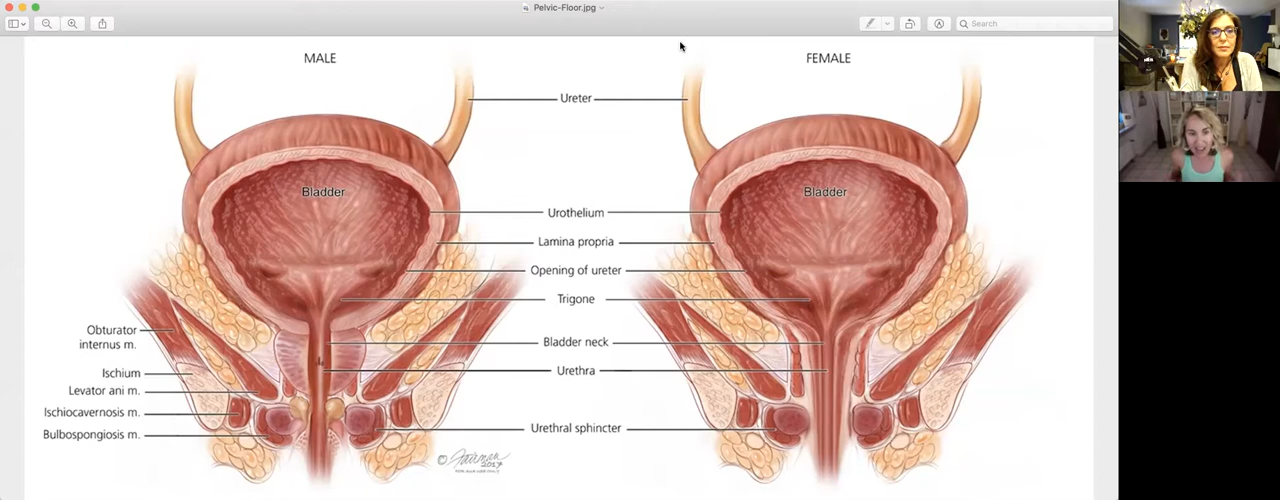 Pelvic-Floor.jpg
Search
MALE
FEMALE
Ureter
Bladder
Bladder
Urothelium
Lamina propria
Opening of ureter
Trigone
Obturator
internus m.
Bladder neck
Urethra
Ischium
Levator ani m.
Ischiocavernosis m.
Urethral sphincter
Bulbospongiosis m.
© Fairman
2017